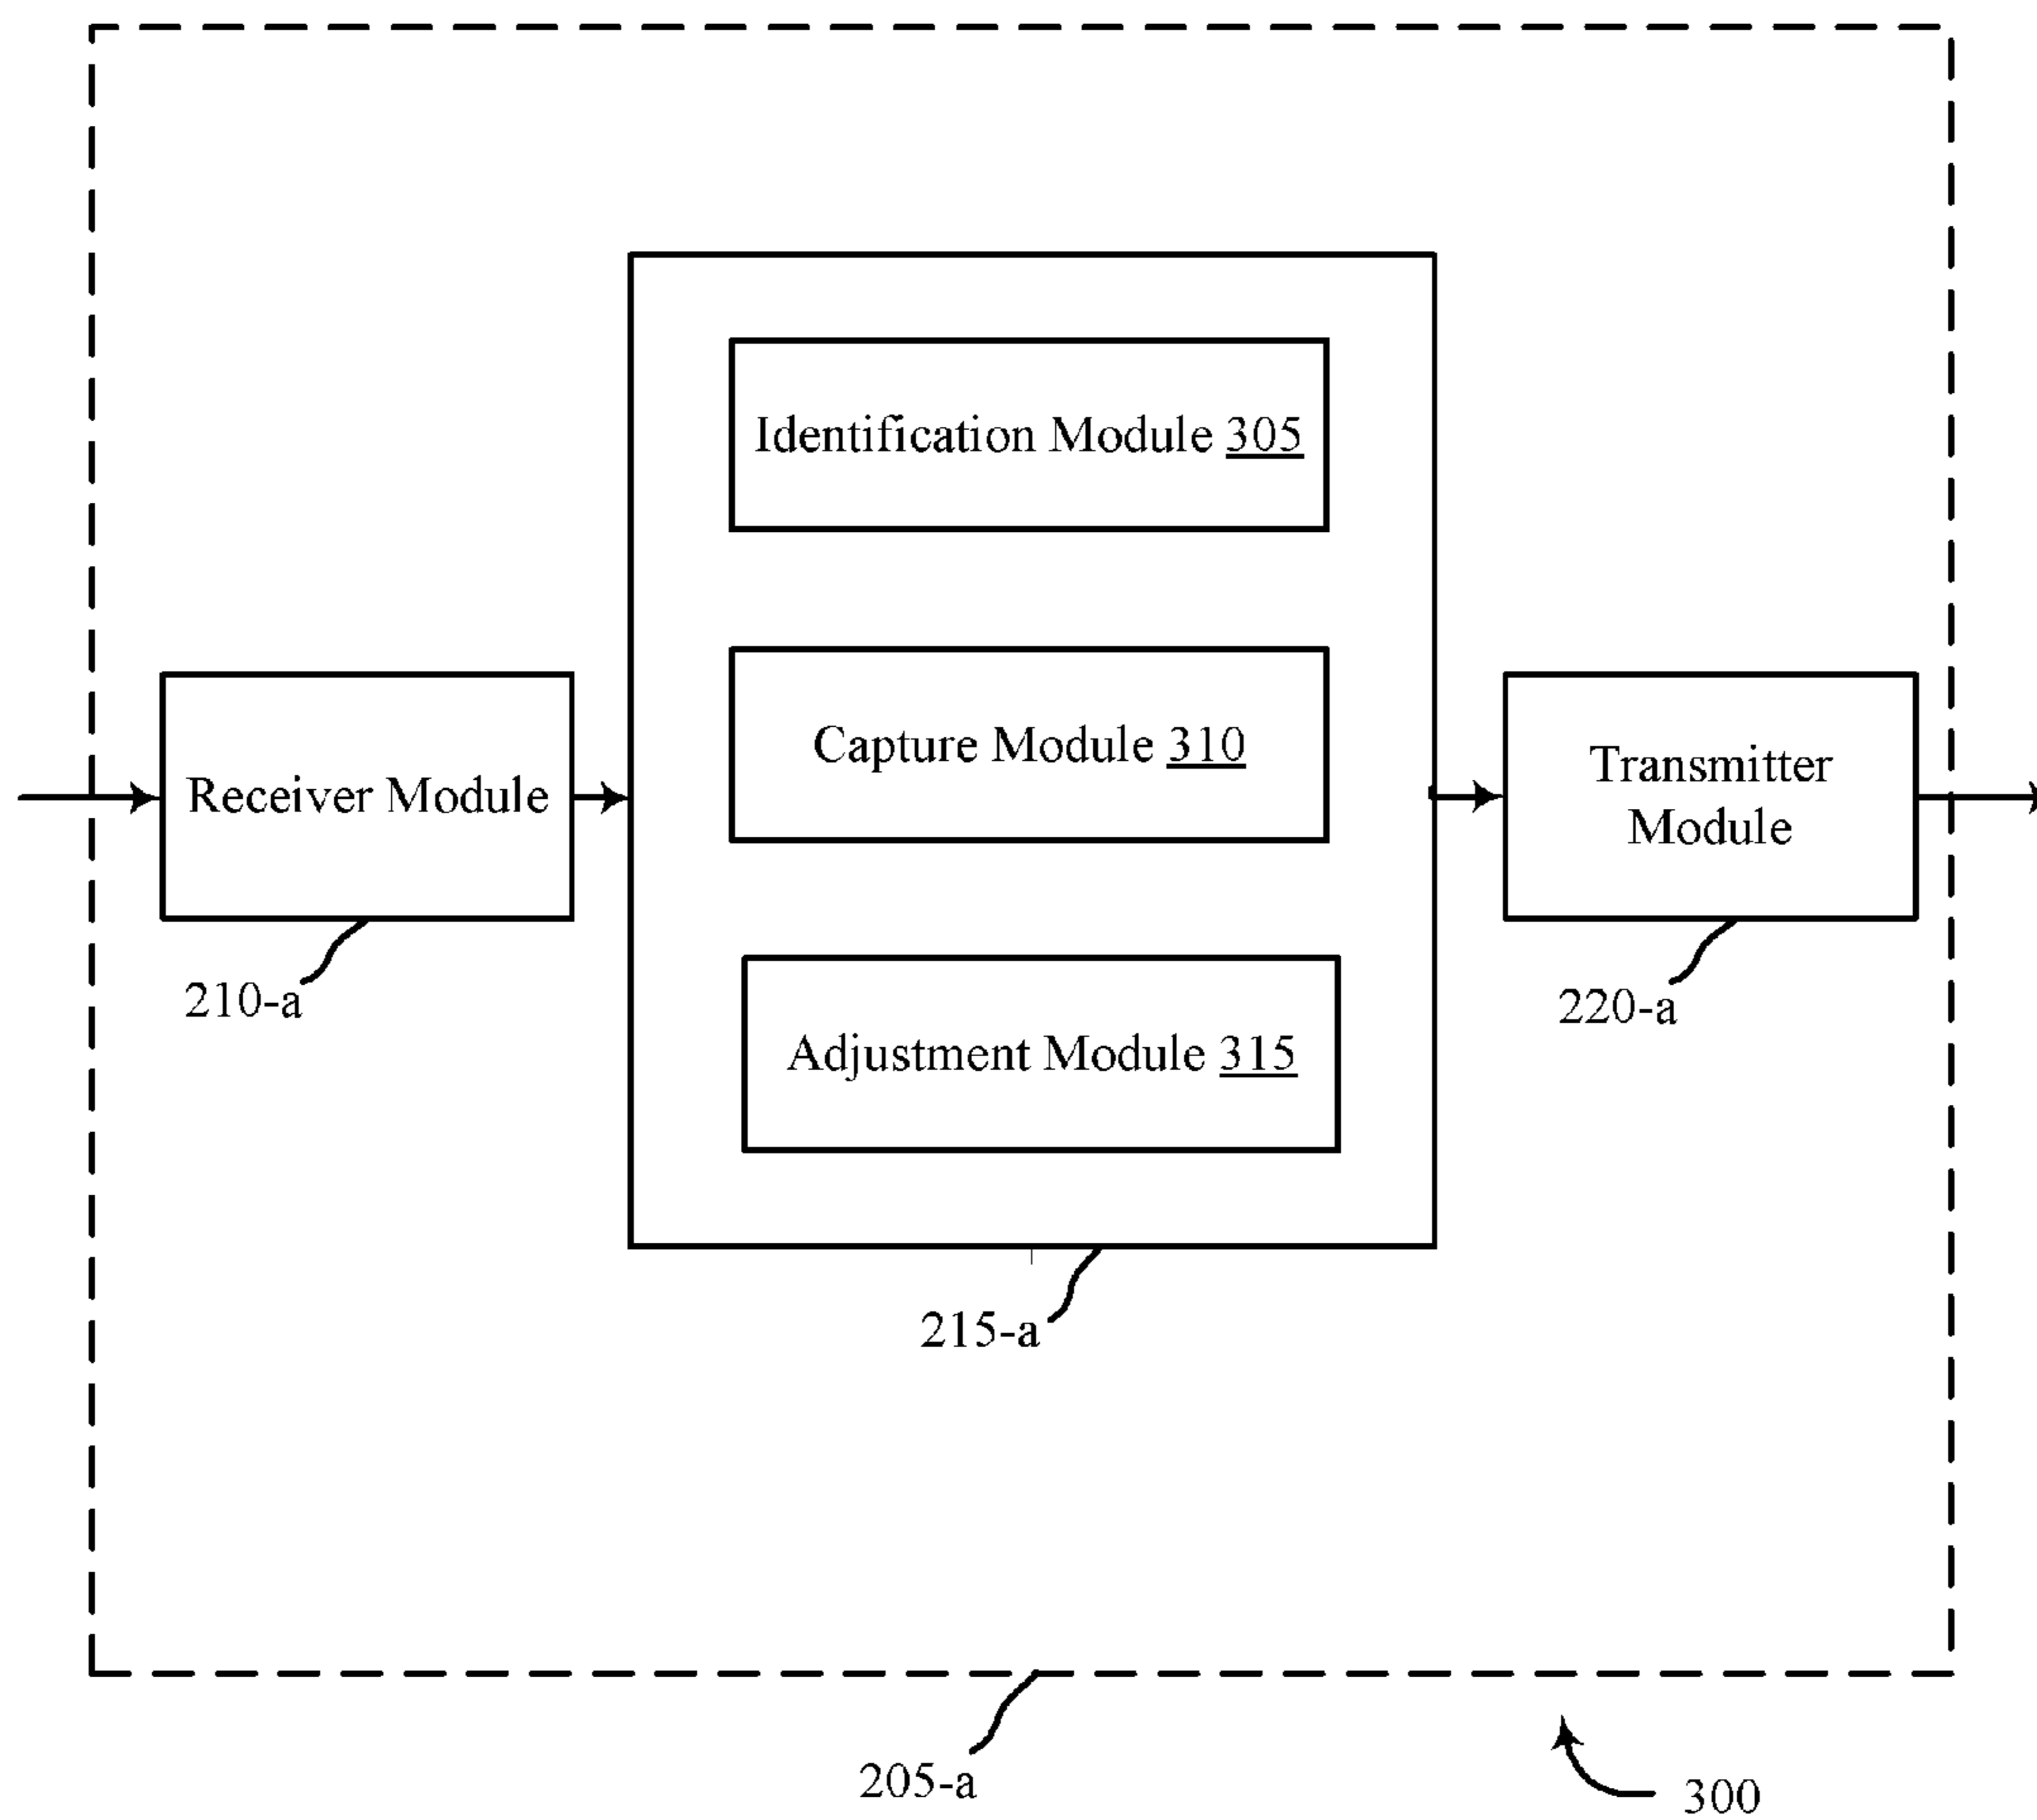 Identification Module 305
Capture Module 310
Receiver Module
Transmitter
Module
210-a
220-a
Adjustment Module 315
215-a
205-a
300